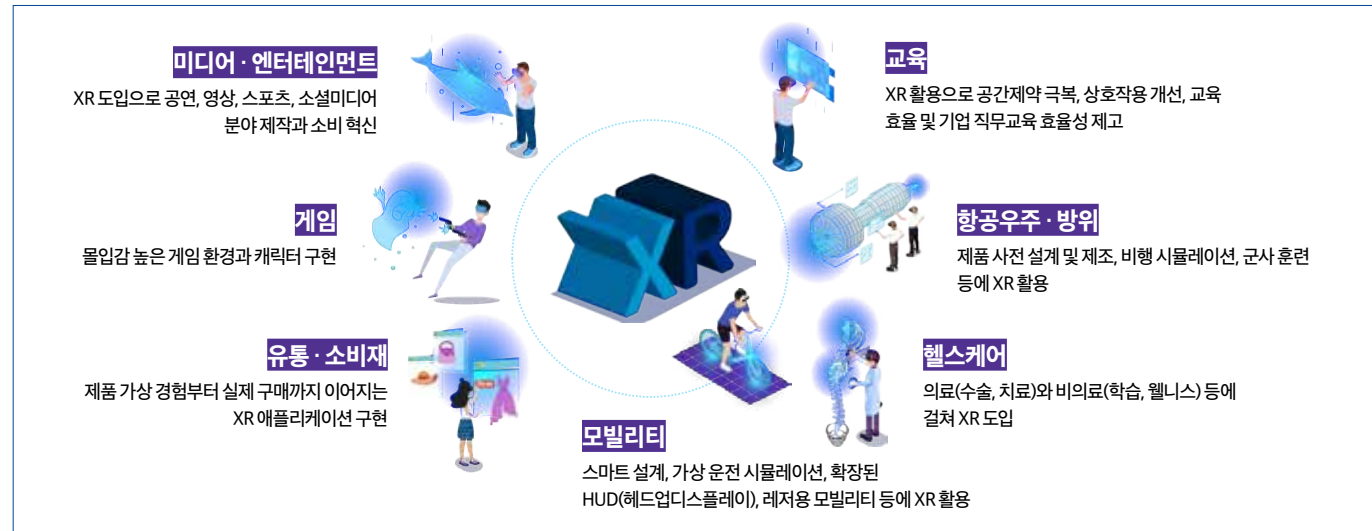 미디어 · 엔터테인먼트
XR 도입으로 공연, 영상, 스포츠, 소셜미디어
분야 제작과 소비 혁신
게임
몰입감 높은 게임 환경과 캐릭터 구현
유통 · 소비재
제품 가상 경험부터 실제 구매까지 이어지는
XR 애플리케이션 구현
XR
교육
XR 활용으로 공간제약 극복, 상호작용 개선, 교육
효율 및 기업 직무교육 효율성 제고
항공우주 · 방위
제품 사전 설계 및 제조, 비행 시뮬레이션, 군사 훈련
등에 XR 활용
헬스케어
의료(수술, 치료)와 비의료(학습, 웰니스) 등에
걸쳐 XR 도입
모빌리티
스마트 설계, 가상 운전 시뮬레이션, 확장된
HUD(헤드업디스플레이), 레저용 모빌리티 등에 XR 활용